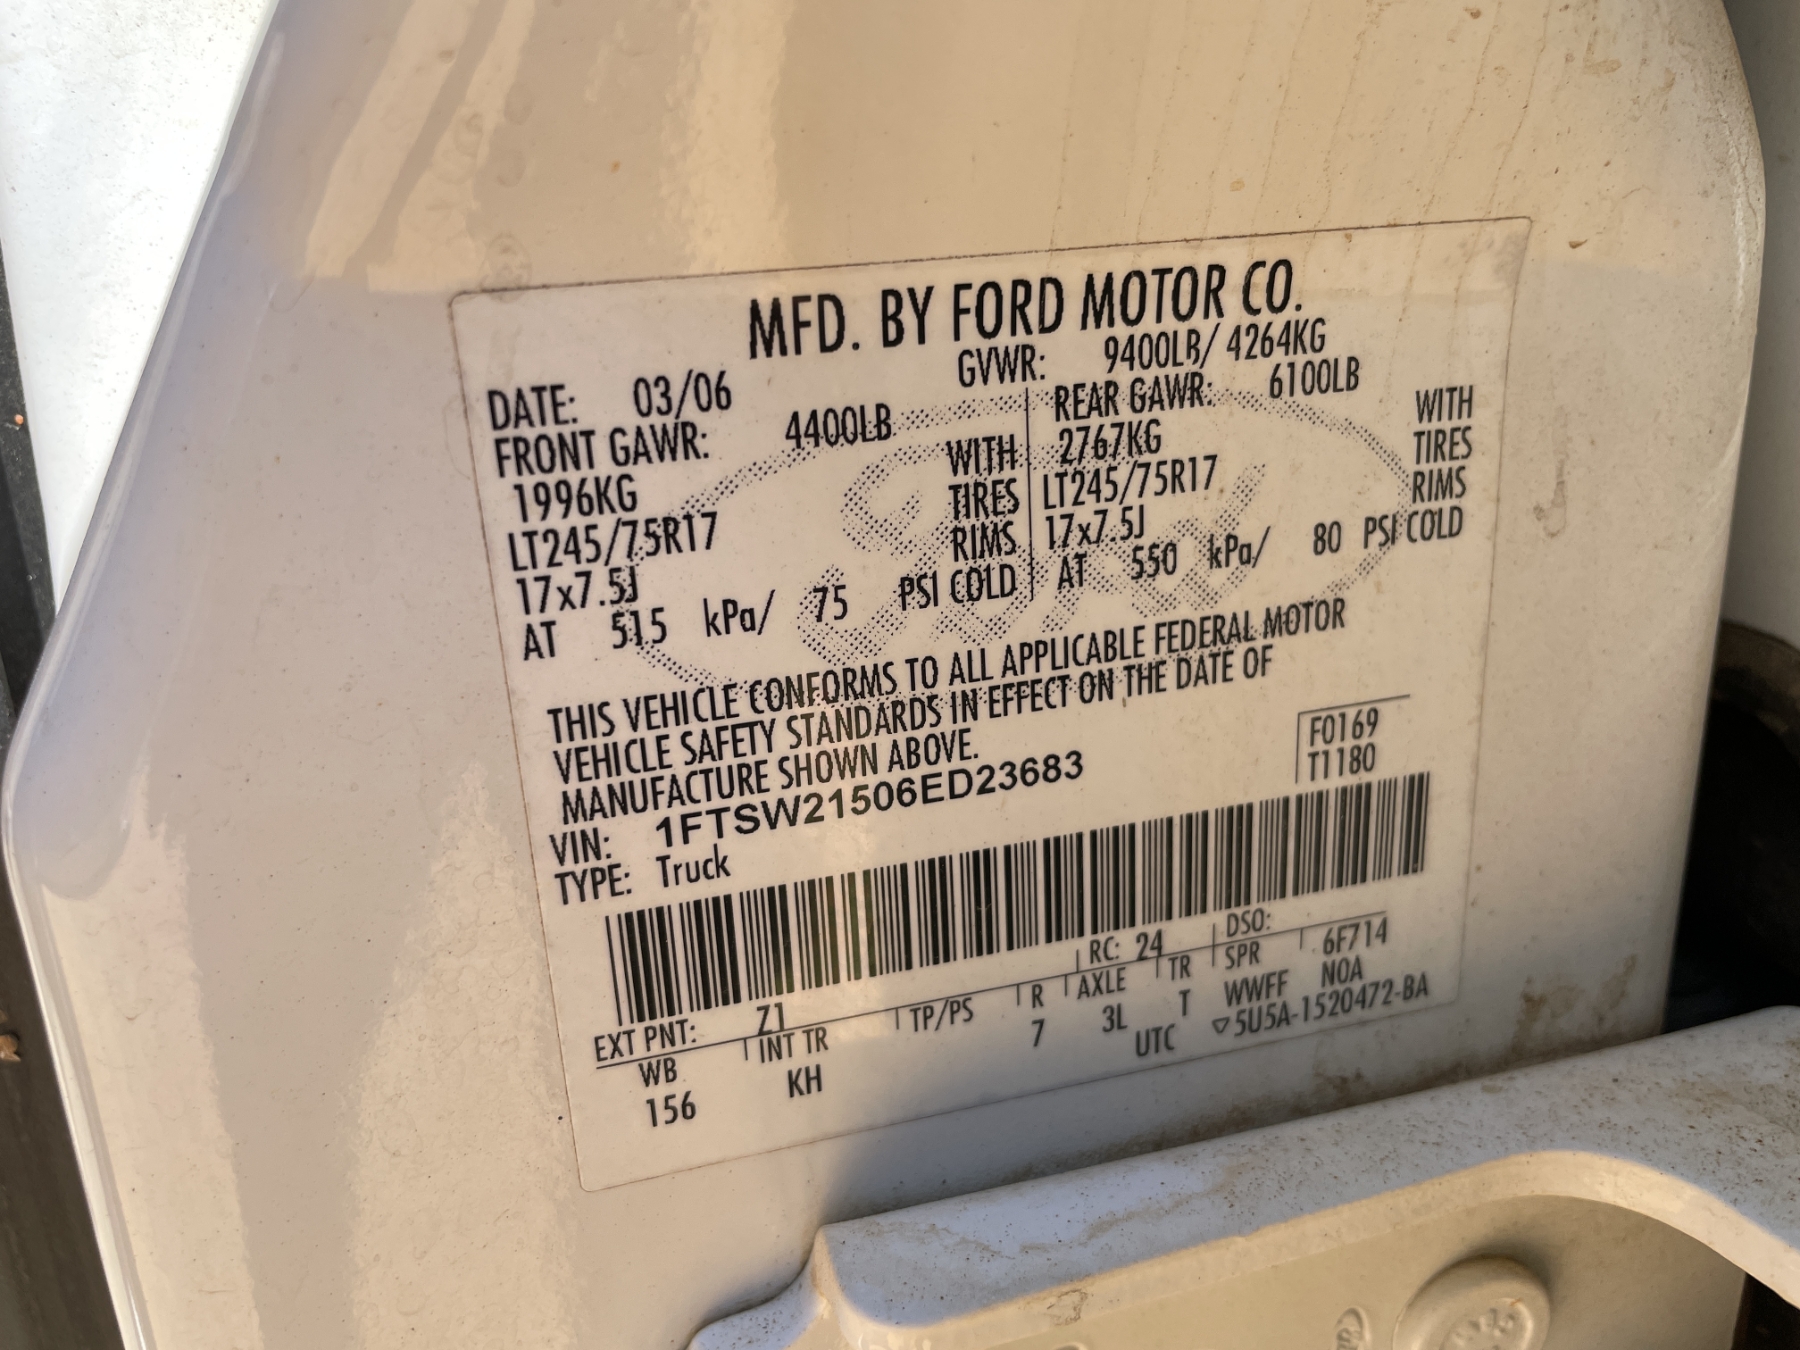 MFD. BY FORD MOTOR CO.
DATE: 03/06 GVWR: 9400LB/ 4264KG
FRONT GAWR: 4400LB REAR GAWR: 6100LB
1996KG WITH 2767KG WITH
LT245/75R17 TIRES LT245/75R17 TIRES
17x7.5J RIMS 17x7.5J RIMS
AT 515 kPa/ 75 PSI COLD AT 550 kPa/ 80 PSI COLD
THIS VEHICLE CONFORMS TO ALL APPLICABLE FEDERAL MOTOR
VEHICLE SAFETY STANDARDS IN EFFECT ON THE DATE OF
MANUFACTURE SHOWN ABOVE.
F0169
VIN: 1FTSW21506ED23683 T1180
TYPE: Truck
EXT PNT: Z1 RC: 24 DSO:
WB INT TR TP/PS R AXLE TR SPR 6F714
156 KH 7 3L T WWFF NOA
UTC ▽5U5A-1520472-BA
Ford